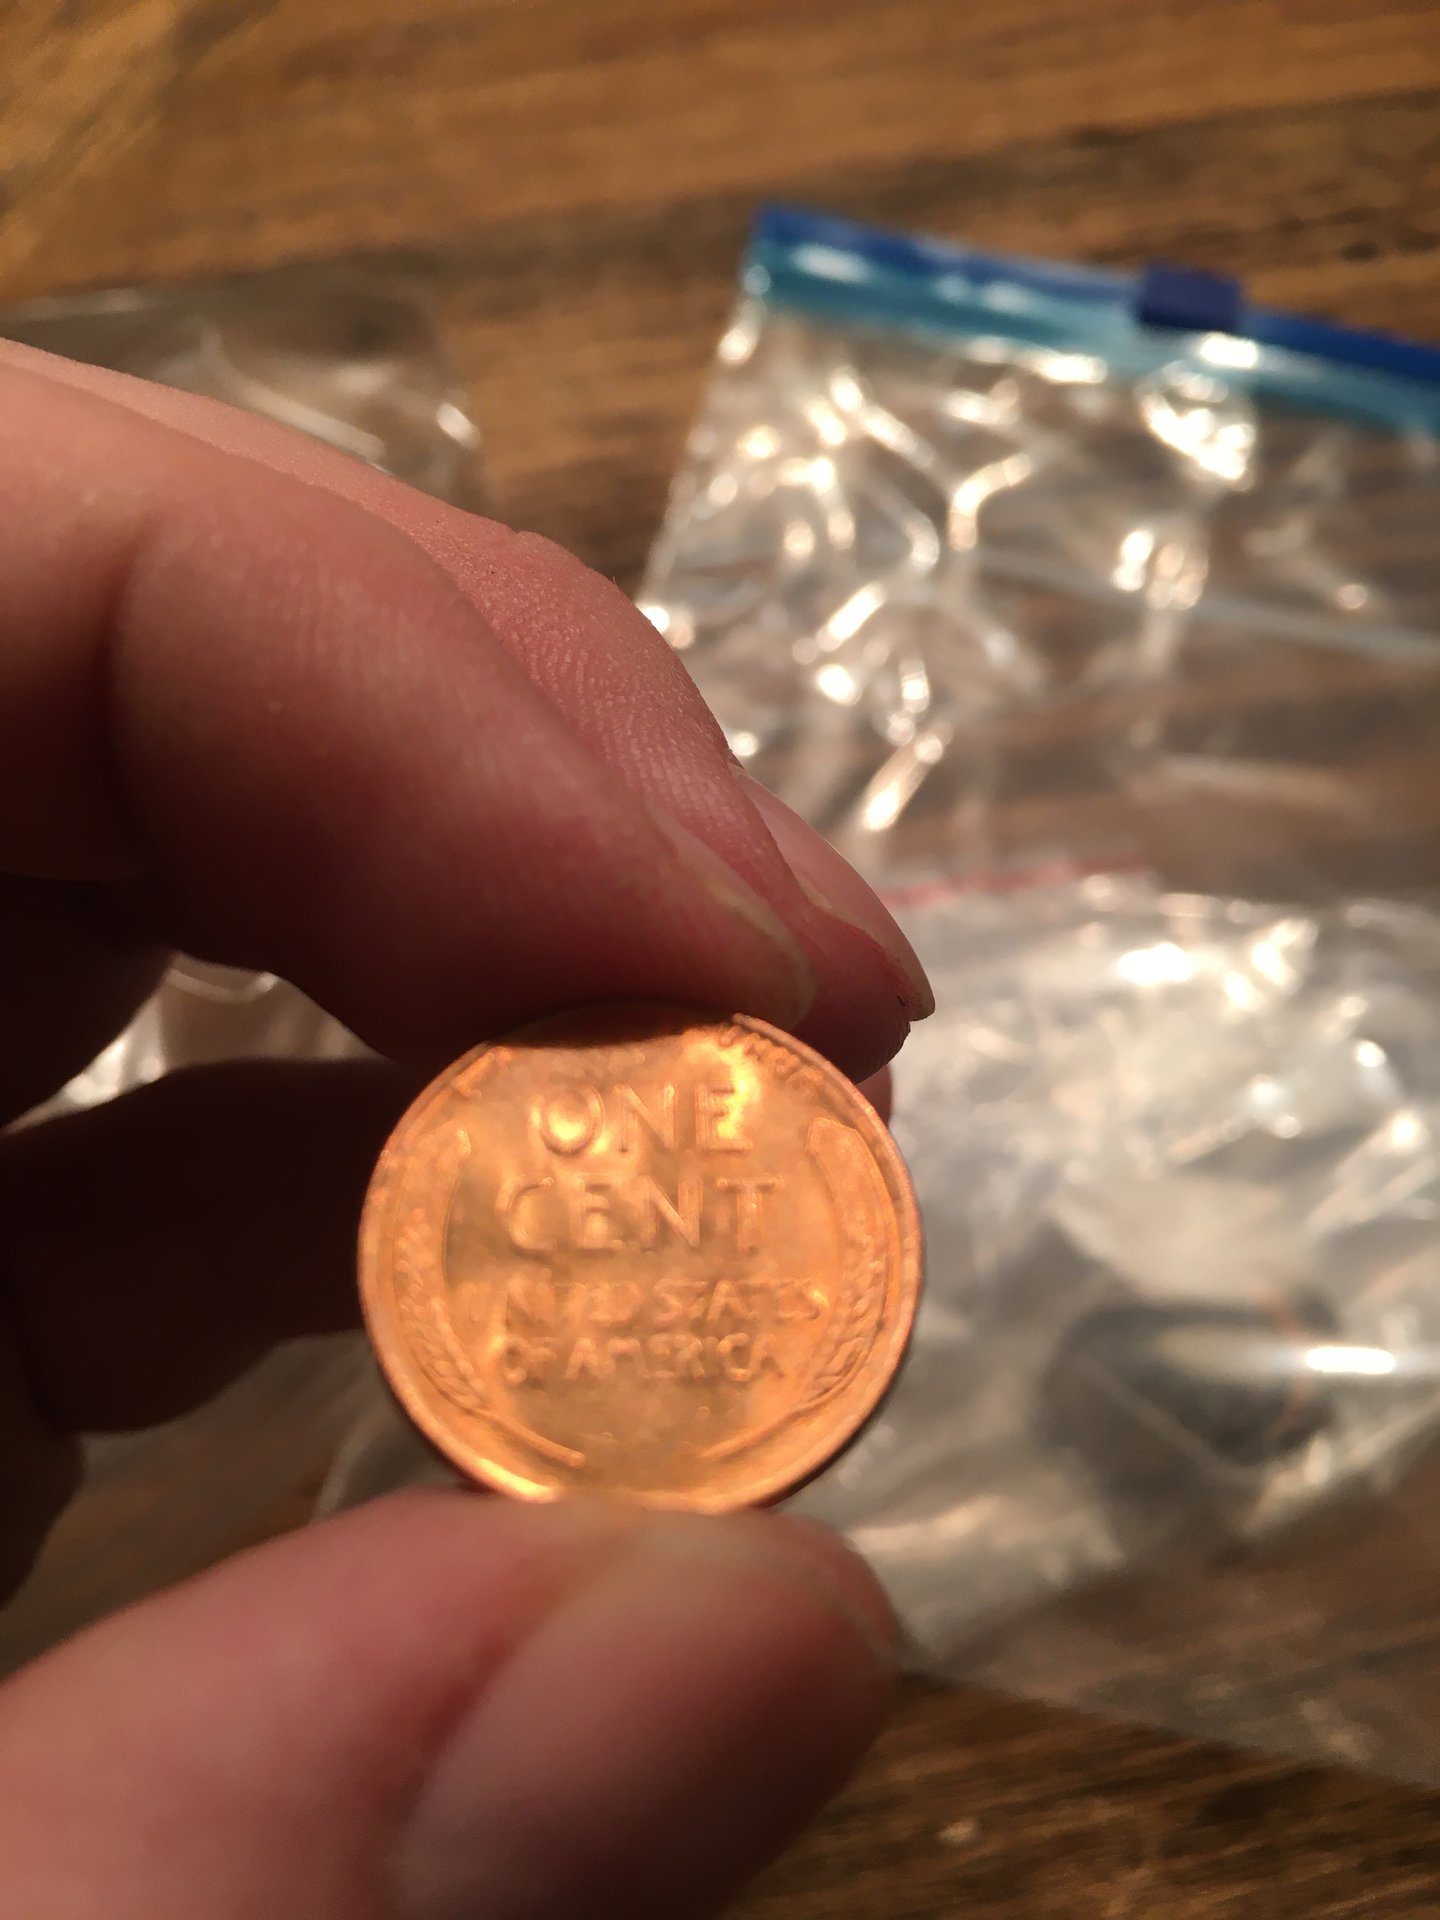 ONE
CENT
UNITED STATES
OF AMERICA